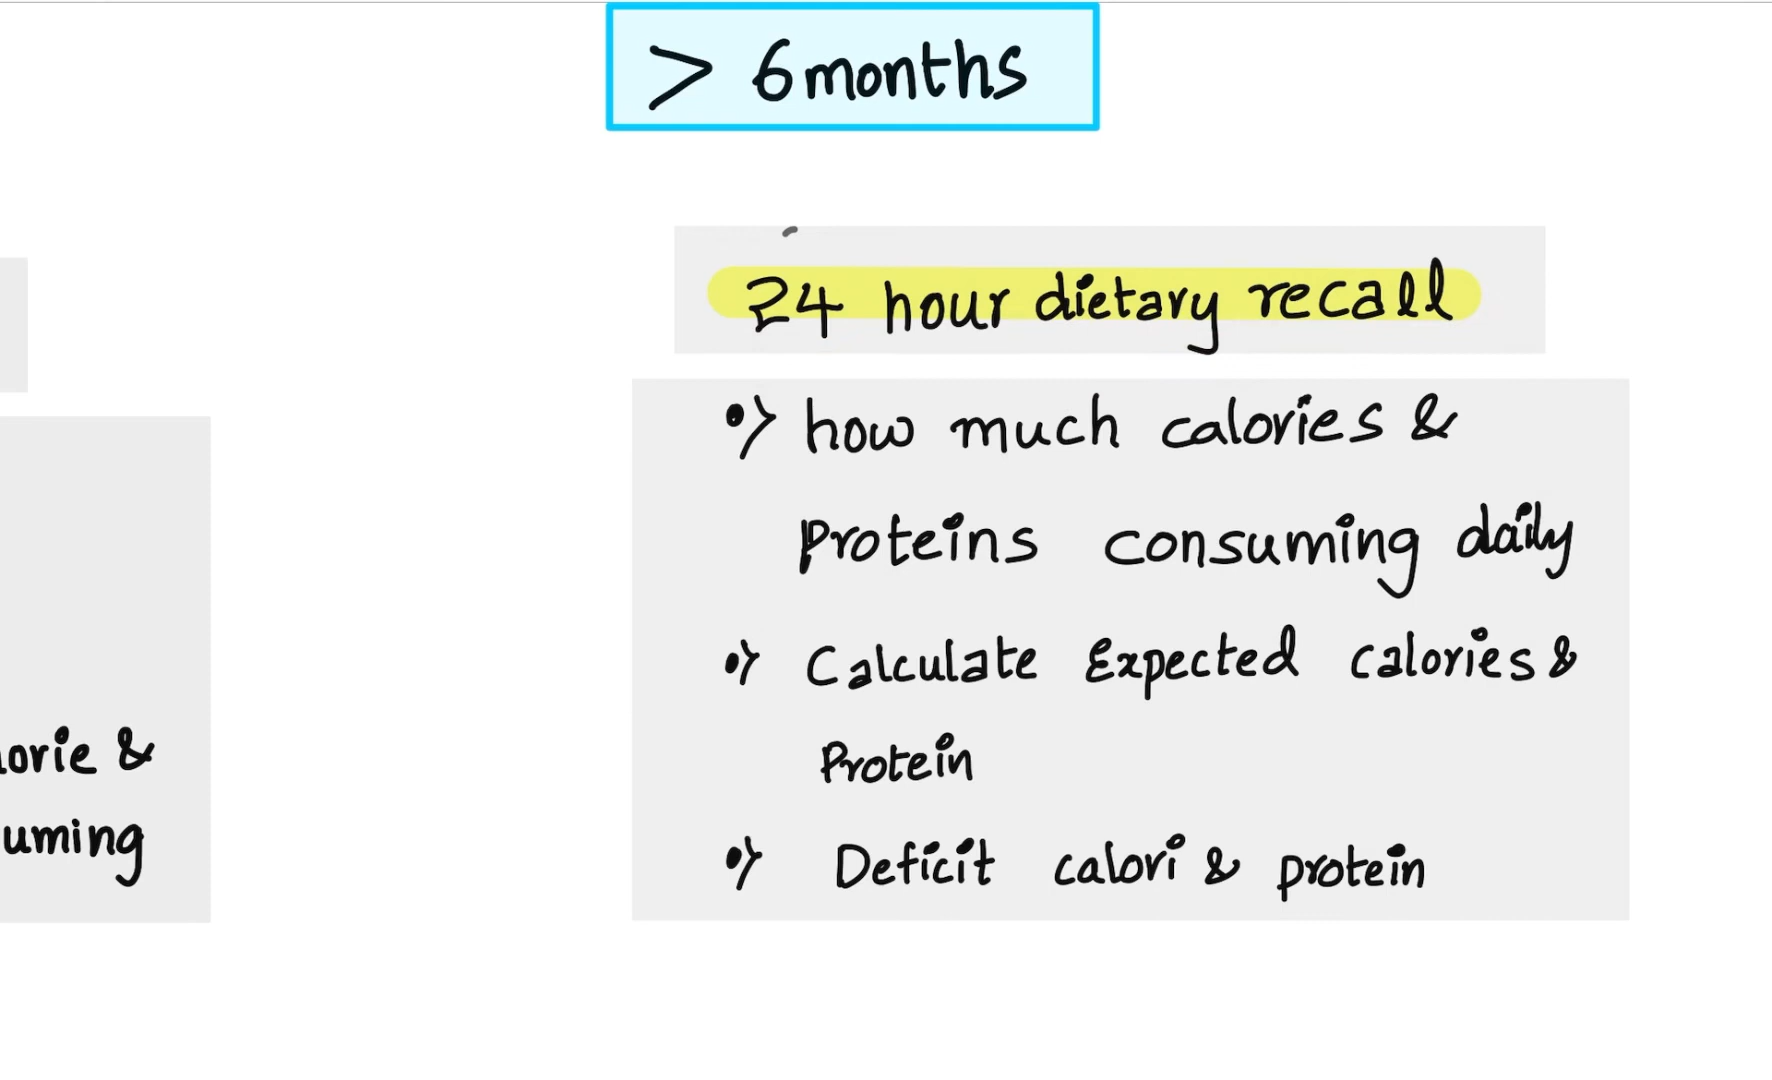 > 6months
24 hour dietary recall
how much calories &
proteins consuming daily
Calculate Expected calories &
Protein
Deficit calori & protein
orie &
uming